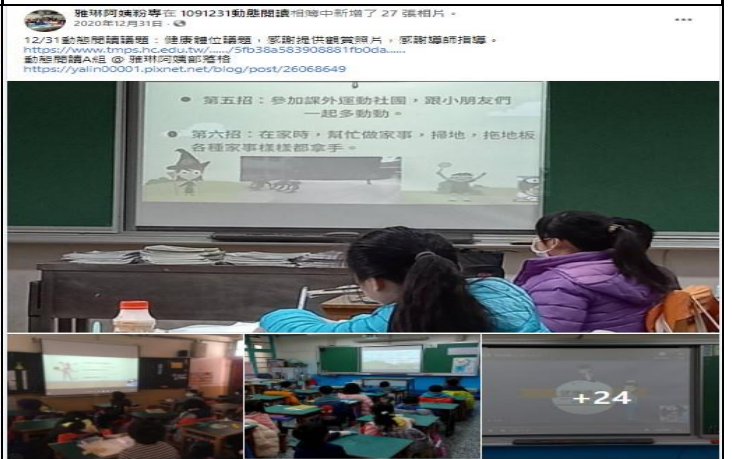 雅琳阿姨粉專在 1091231動態閱讀相簿中新增了 27 張相片。
2020年12月31日
12/31動態閱讀議題：健康體位議題，感謝提供觀賞照片。感謝導師指導。
https://www.tmps.hc.edu.tw/....../5fb38a583908881fb0da......
動態閱讀A組 @ 雅琳阿姨部落格
https://yalin00001.pixnet.net/blog/post/26068649
第五招：參加課外運動社團，跟小朋友們
一起多動動。
第六招：在家時，幫忙做家事，掃地，拖地板
各種家事樣樣都拿手。
+24